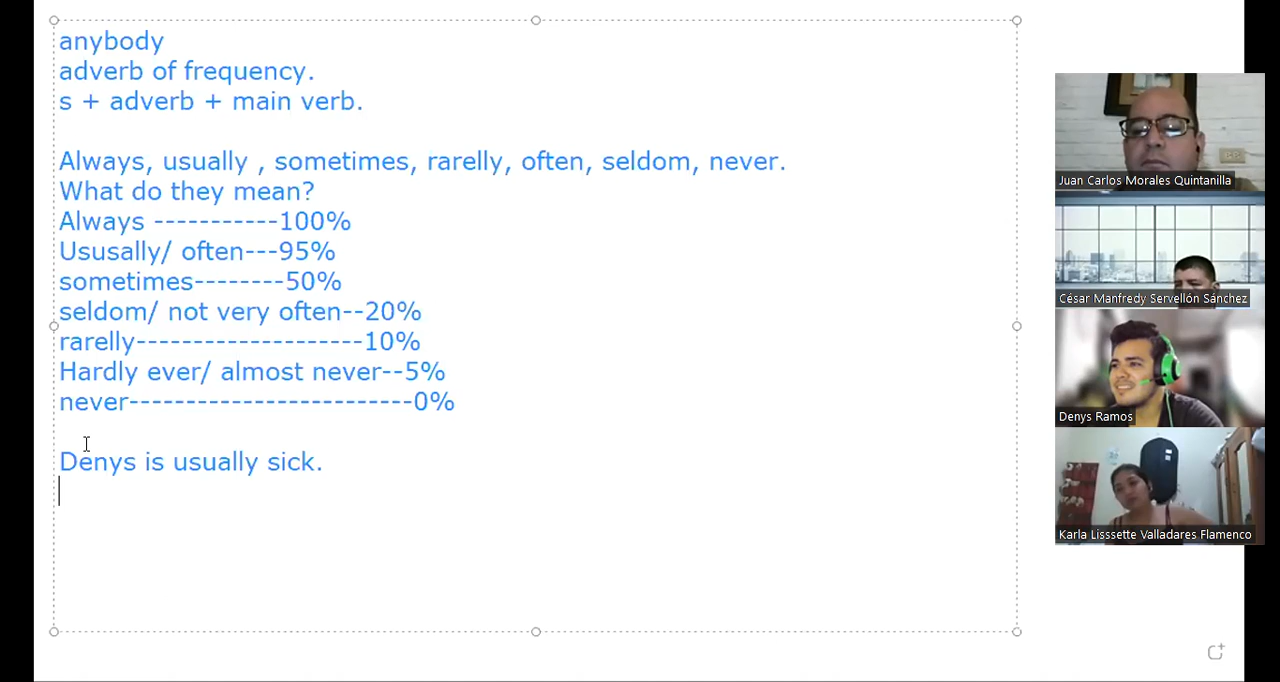 anybody
adverb of frequency.
s + adverb + main verb.
Always, usually , sometimes, rarelly, often, seldom, never.
What do they mean?
Always -----------100%
Ususally/ often---95%
sometimes--------50%
seldom/ not very often--20%
rarelly--------------------10%
Hardly ever/ almost never--5%
never-------------------------0%
Denys is usually sick.
Juan Carlos Morales Quintanilla
César Manfredy Servellón Sánchez
Denys Ramos
Karla Lisssette Valladares Flamenco